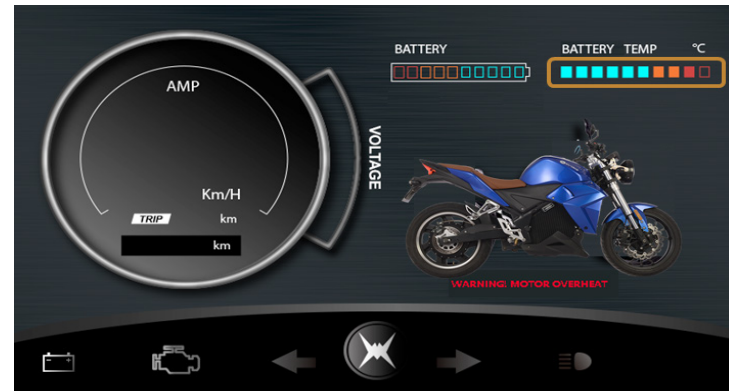 BATTERY
BATTERY TEMP °C
AMP
VOLTAGE
Km/H
TRIP km
km
WARNING: MOTOR OVERHEAT